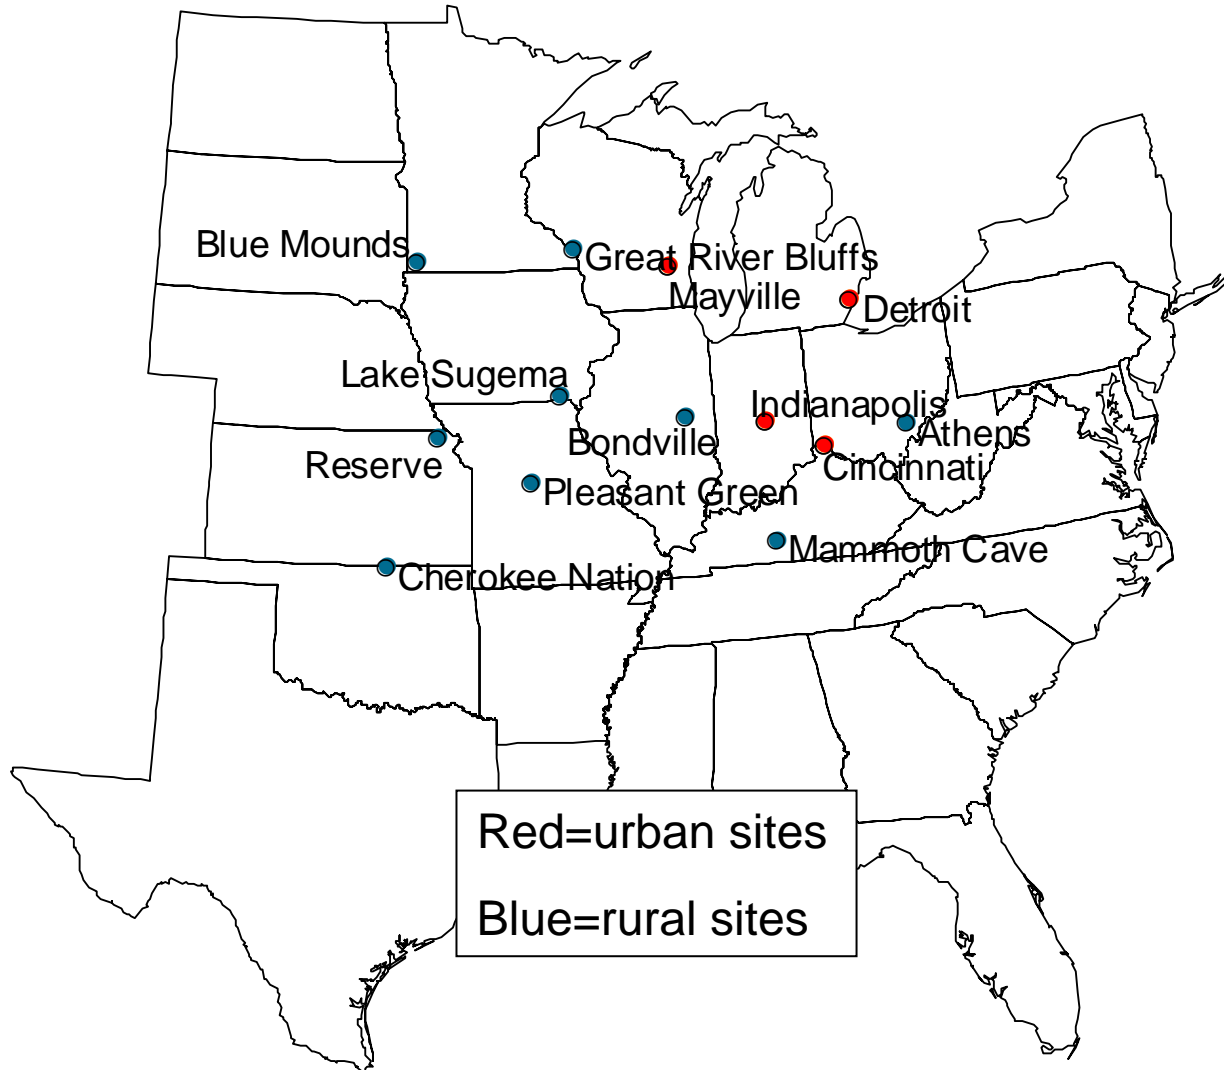 Blue Mounds
Great River Bluffs
Mayville
Detroit
Lake Sugema
Indianapolis
Bondville
Athens
Reserve
Cincinnati
Pleasant Green
Mammoth Cave
Cherokee Nation
Red=urban sites
Blue=rural sites